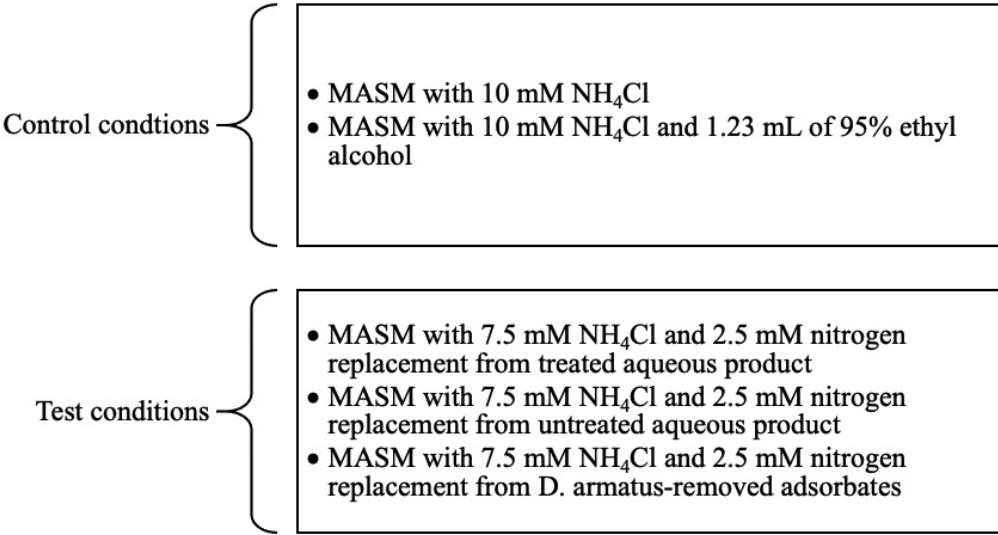 Control condtions
• MASM with 10 mM NH₄Cl
• MASM with 10 mM NH₄Cl and 1.23 mL of 95% ethyl
alcohol
Test conditions
• MASM with 7.5 mM NH₄Cl and 2.5 mM nitrogen
replacement from treated aqueous product
• MASM with 7.5 mM NH₄Cl and 2.5 mM nitrogen
replacement from untreated aqueous product
• MASM with 7.5 mM NH₄Cl and 2.5 mM nitrogen
replacement from D. armatus-removed adsorbates